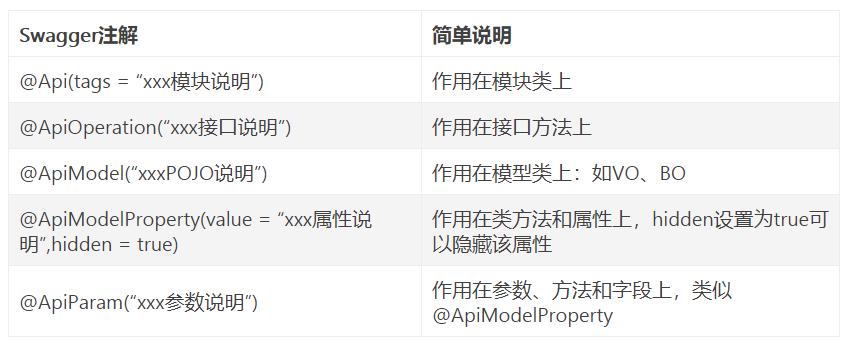 Swagger注解 简单说明
@Api(tags = “xxx模块说明”) 作用在模块类上
@ApiOperation(“xxx接口说明”) 作用在接口方法上
@ApiModel(“xxxPOJO说明”) 作用在模型类上：如VO、BO
@ApiModelProperty(value = “xxx属性说
明”,hidden = true)
作用在类方法和属性上，hidden设置为true可
以隐藏该属性
@ApiParam(“xxx参数说明”)
作用在参数、方法和字段上，类似
@ApiModelProperty